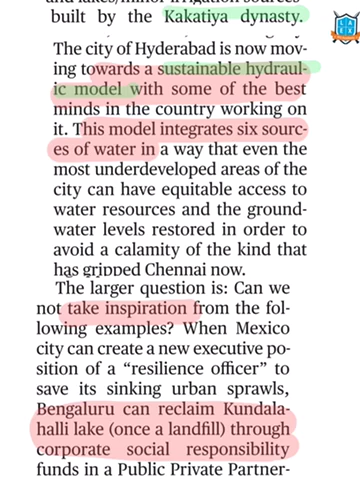 built by the Kakatiya dynasty.
The city of Hyderabad is now mov-
ing towards a sustainable hydraul-
ic model with some of the best
minds in the country working on
it. This model integrates six sourc-
es of water in a way that even the
most underdeveloped areas of the
city can have equitable access to
water resources and the ground-
water levels restored in order to
avoid a calamity of the kind that
has gripped Chennai now.
The larger question is: Can we
not take inspiration from the fol-
lowing examples? When Mexico
city can create a new executive po-
sition of a “resilience officer” to
save its sinking urban sprawls,
Bengaluru can reclaim Kundala-
halli lake (once a landfill) through
corporate social responsibility
funds in a Public Private Partner-